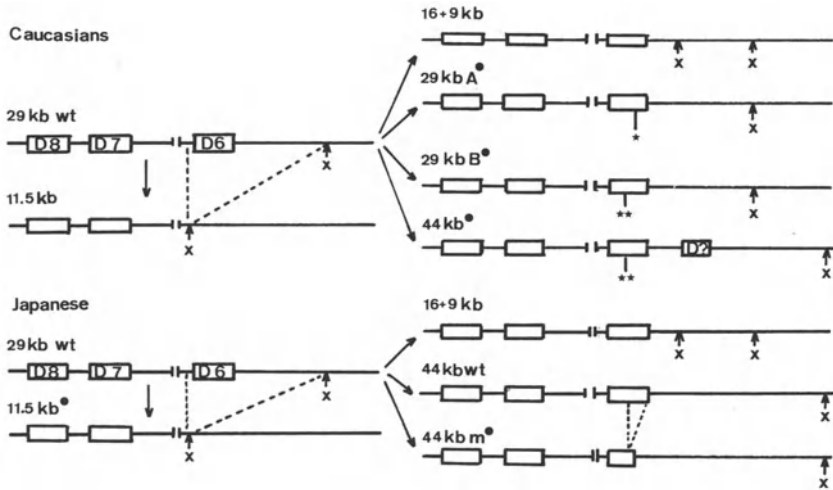 Caucasians
29 kb wt
D8 D7 D6
x
11.5 kb
x
16+9 kb
x x
29 kb A●
* x
29 kb B●
** x
44 kb●
D?
** x
Japanese
29 kb wt
D8 D7 D6
x
11.5 kb●
x
16+9 kb
x x
44 kb wt
x
44 kb m●
x